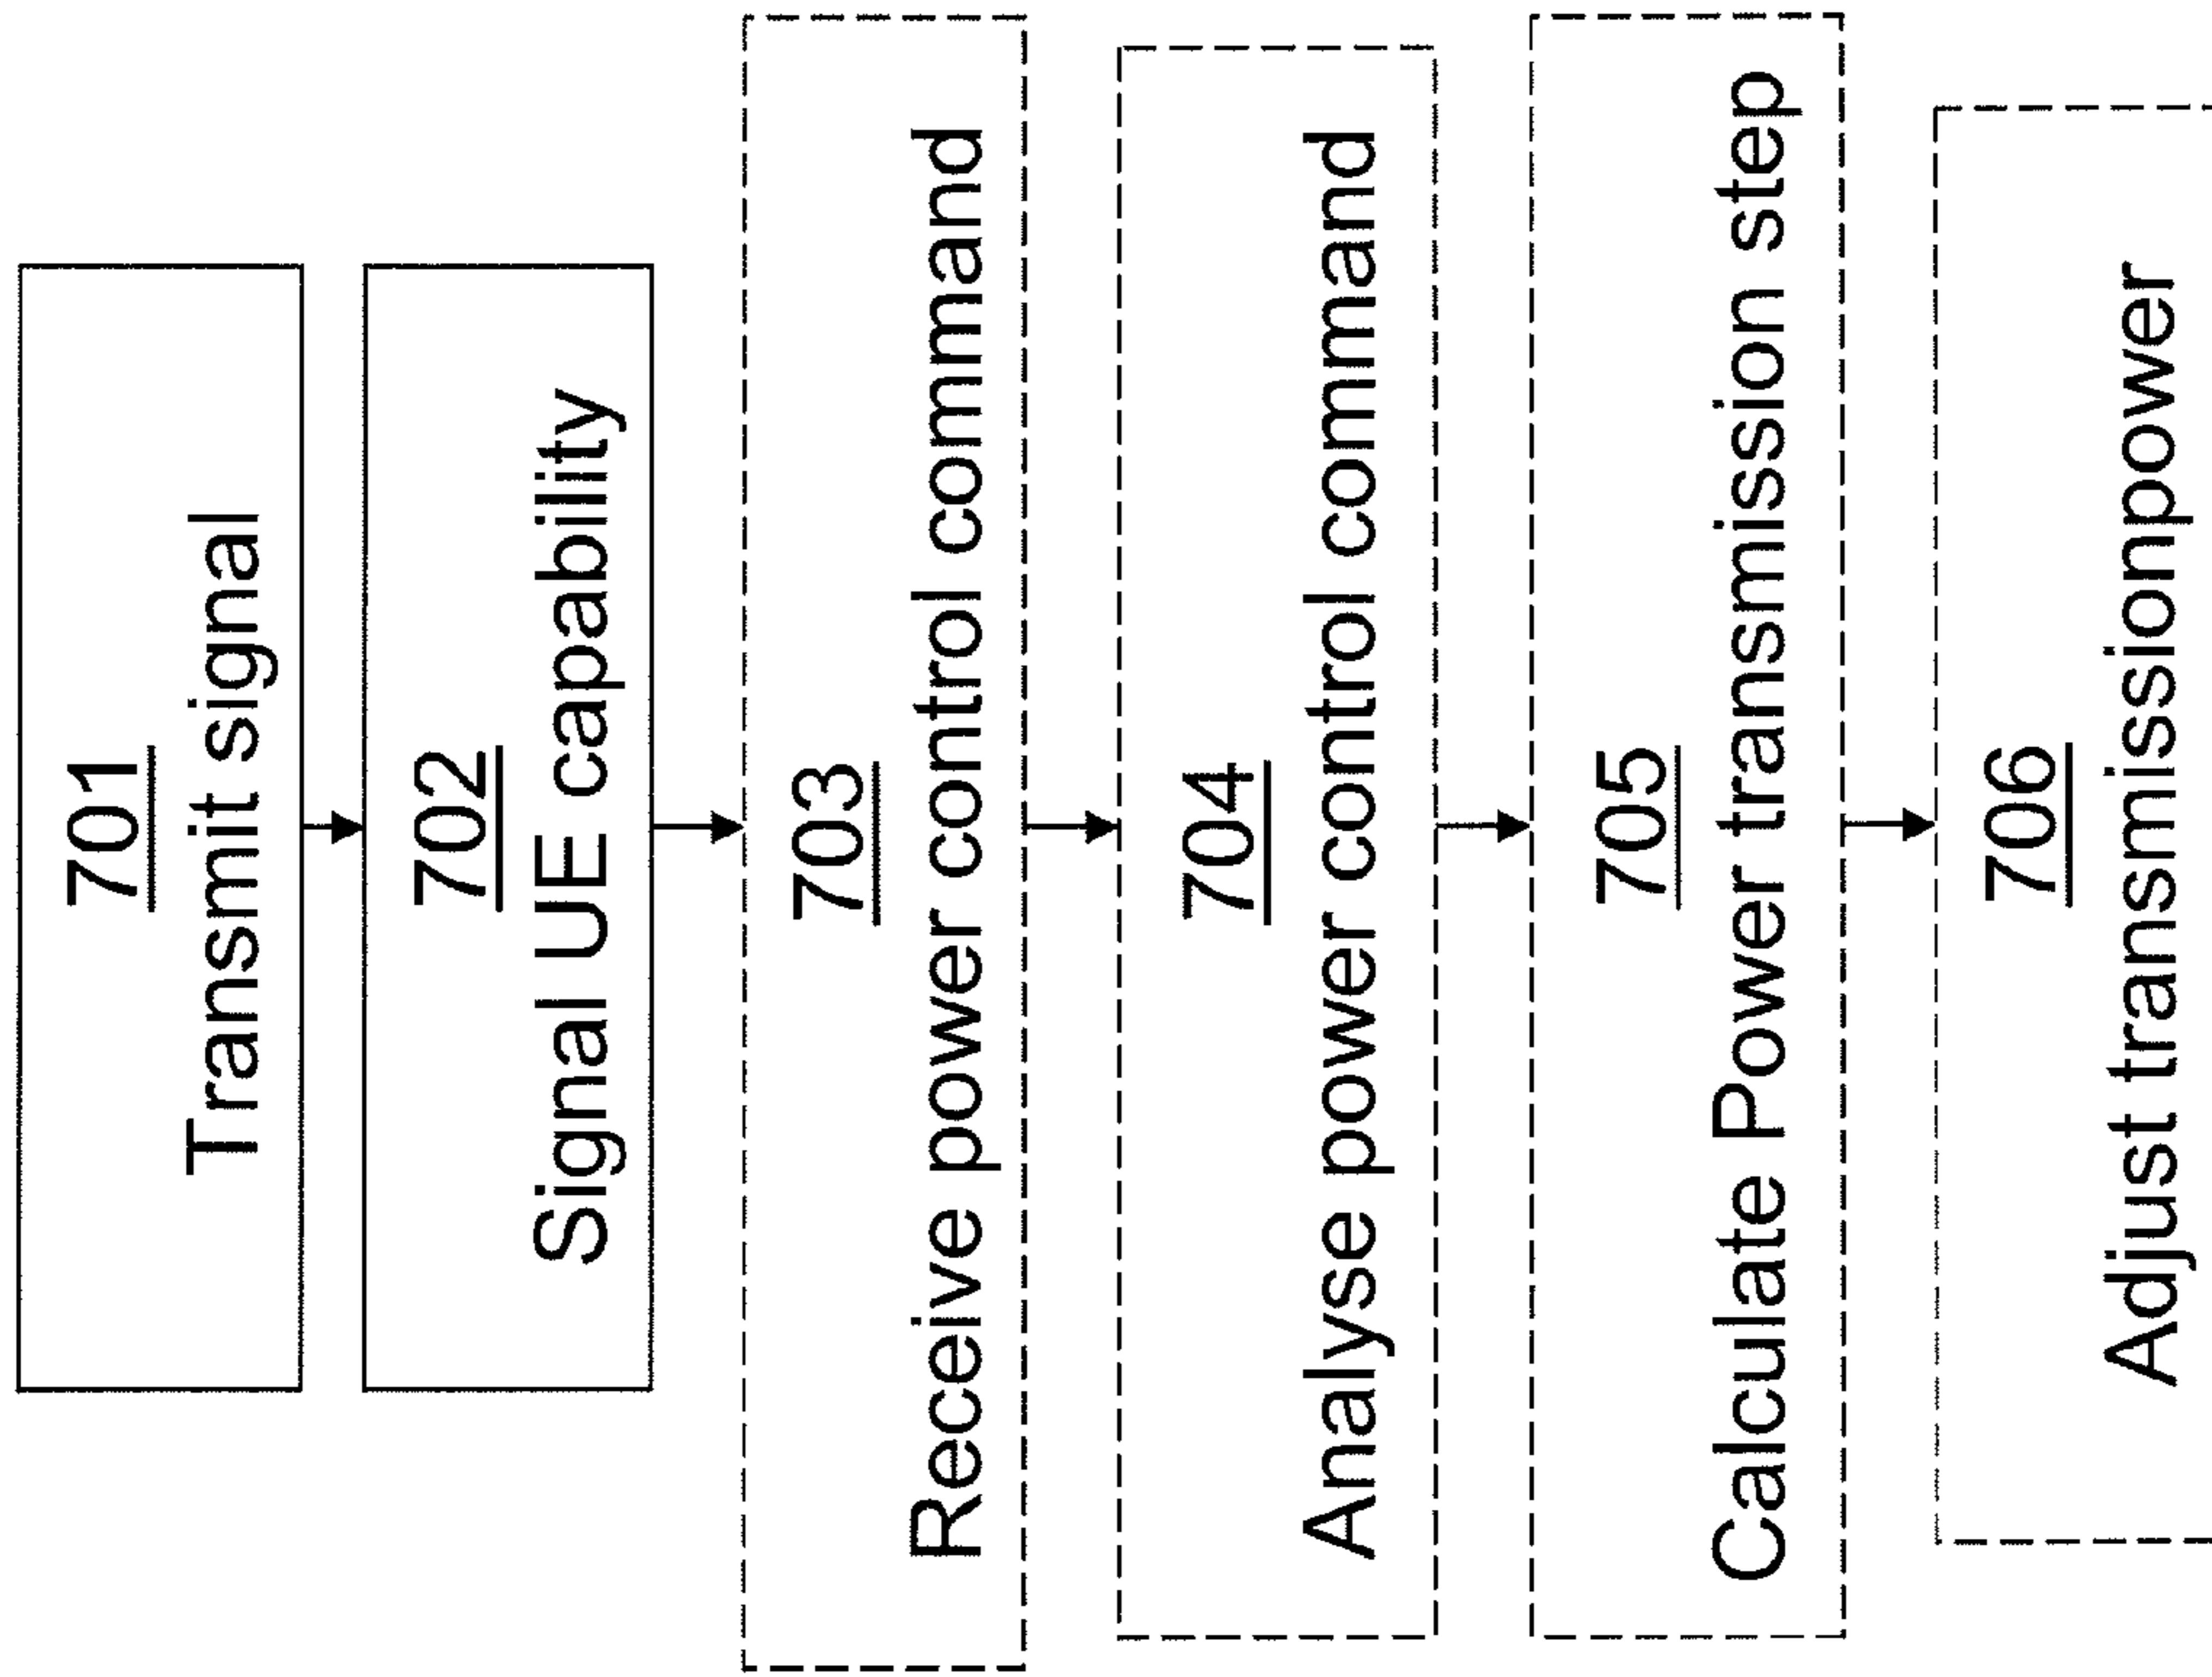 701
Transmit signal
702
Signal UE capability
703
Receive power control command
704
Analyse power control command
705
Calculate Power transmission step
706
Adjust transmissionpower